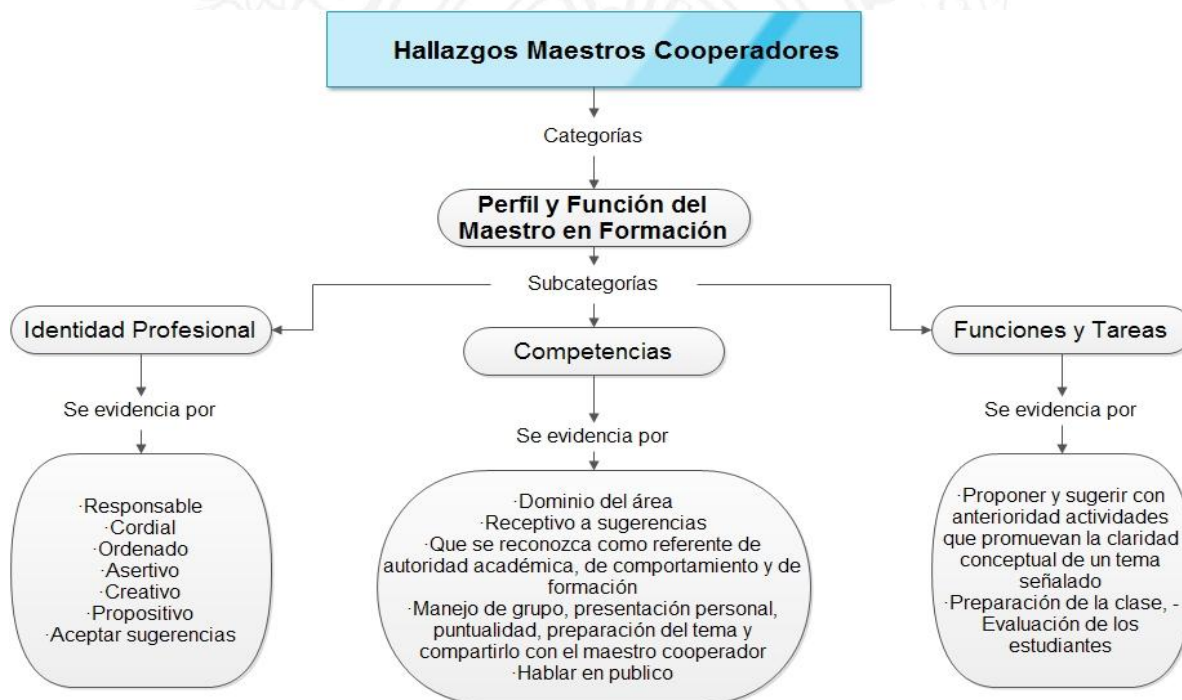 Hallazgos Maestros Cooperadores
Categorías
Perfil y Función del
Maestro en Formación
Subcategorías
Identidad Profesional
Se evidencia por
·Responsable
·Cordial
·Ordenado
·Asertivo
·Creativo
·Propositivo
·Aceptar sugerencias
Competencias
Se evidencia por
·Dominio del área
·Receptivo a sugerencias
·Que se reconozca como referente de
autoridad académica, de comportamiento y de
formación
·Manejo de grupo, presentación personal,
puntualidad, preparación del tema y
compartirlo con el maestro cooperador
·Hablar en publico
Funciones y Tareas
Se evidencia por
·Proponer y sugerir con
anterioridad actividades
que promuevan la claridad
conceptual de un tema
señalado
·Preparación de la clase, -
Evaluación de los
estudiantes